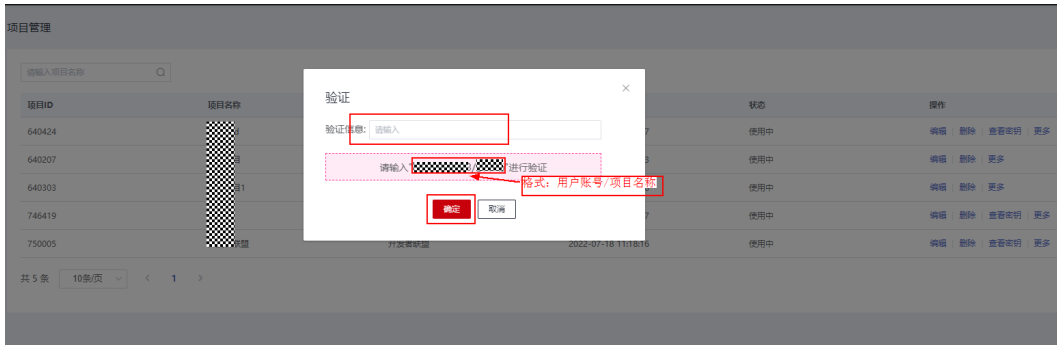 项目管理
请输入项目名称
项目ID 项目名称 状态 操作
640424 7 使用中 编辑 删除 查看密钥 更多
640207 目 3 使用中 编辑 删除 更多
640303 目1 使用中 编辑 删除 更多
746419 7 使用中 编辑 删除 查看密钥 更多
750005 联盟 开发者联盟 2022-07-18 11:18:16 使用中 编辑 删除 查看密钥 更多
共 5 条 10条/页 < 1 >
验证 ×
验证信息: 请输入
请输入" / "进行验证
格式：用户账号/项目名称
确定 取消